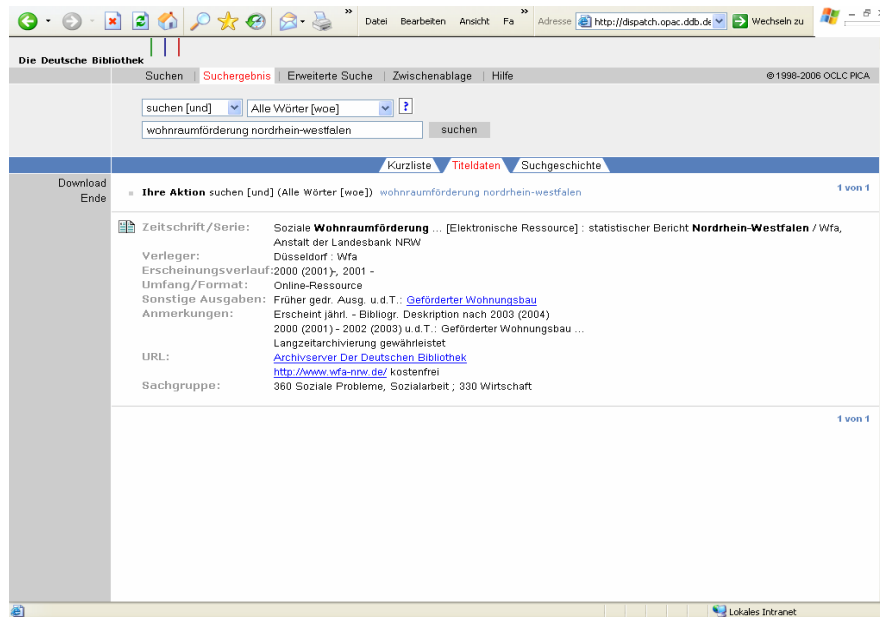 Datei Bearbeiten Ansicht Fa » Adresse http://dispatch.opac.ddb.de Wechseln zu
Die Deutsche Bibliothek
Suchen | Suchergebnis | Erweiterte Suche | Zwischenablage | Hilfe © 1998-2006 OCLC PICA
suchen [und] Alle Wörter [woe] ?
wohnraumförderung nordrhein-westfalen suchen
Kurzliste Titeldaten Suchgeschichte
Download
Ende
Ihre Aktion suchen [und] (Alle Wörter [woe]) wohnraumförderung nordrhein-westfalen 1 von 1
Zeitschrift/Serie: Soziale Wohnraumförderung ... [Elektronische Ressource] : statistischer Bericht Nordrhein-Westfalen / Wfa,
Anstalt der Landesbank NRW
Verleger: Düsseldorf : Wfa
Erscheinungsverlauf: 2000 (2001)-, 2001 -
Umfang/Format: Online-Ressource
Sonstige Ausgaben: Früher gedr. Ausg. u.d.T.: Geförderter Wohnungsbau
Anmerkungen: Erscheint jährl. - Bibliogr. Deskription nach 2003 (2004)
2000 (2001) - 2002 (2003) u.d.T.: Geförderter Wohnungsbau ...
Langzeitarchivierung gewährleistet
URL: Archivserver Der Deutschen Bibliothek
http://www.wfa-nrw.de/ kostenfrei
Sachgruppe: 360 Soziale Probleme, Sozialarbeit ; 330 Wirtschaft
1 von 1
Lokales Intranet